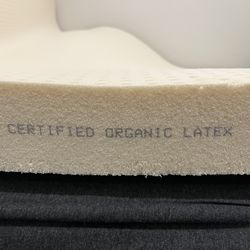 CERTIFIED ORGANIC LATEX